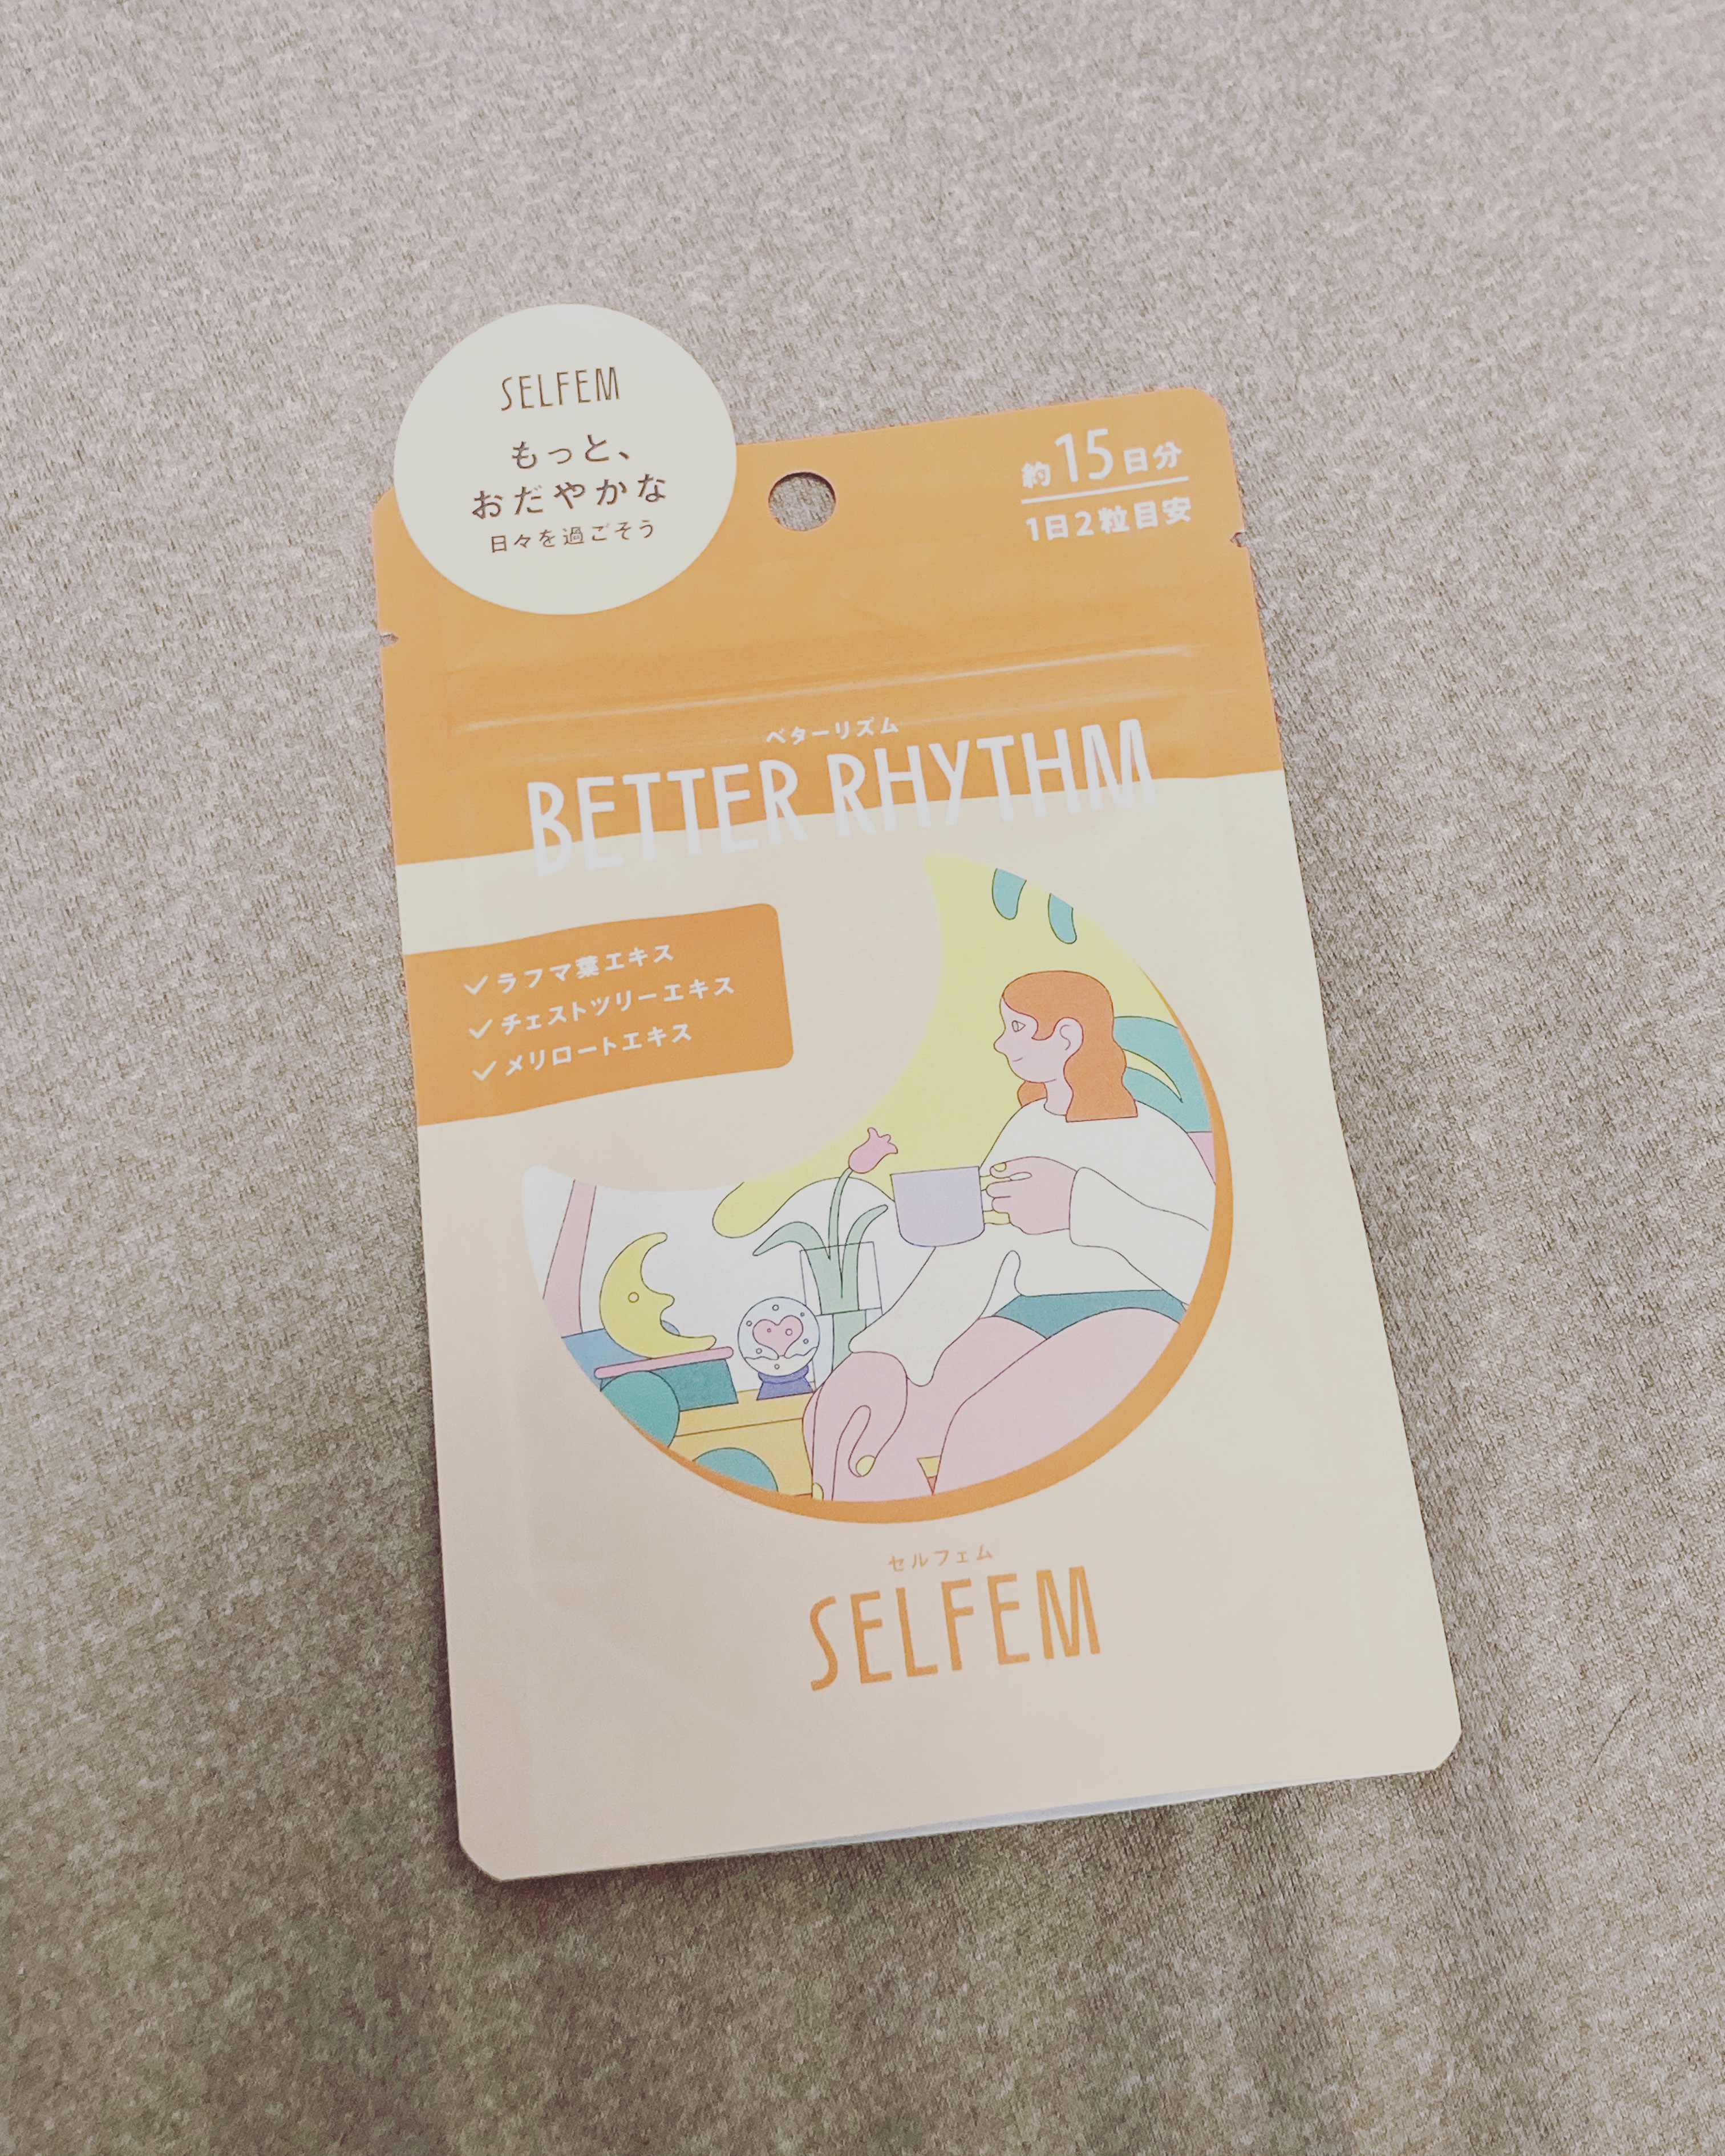 SELFEM
もっと、
おだやかな
日々を過ごそう
約15日分
1日2粒目安
ベターリズム
BETTER RHYTHM
✓ラフマ葉エキス
✓チェストツリーエキス
✓メリロートエキス
セルフェム
SELFEM